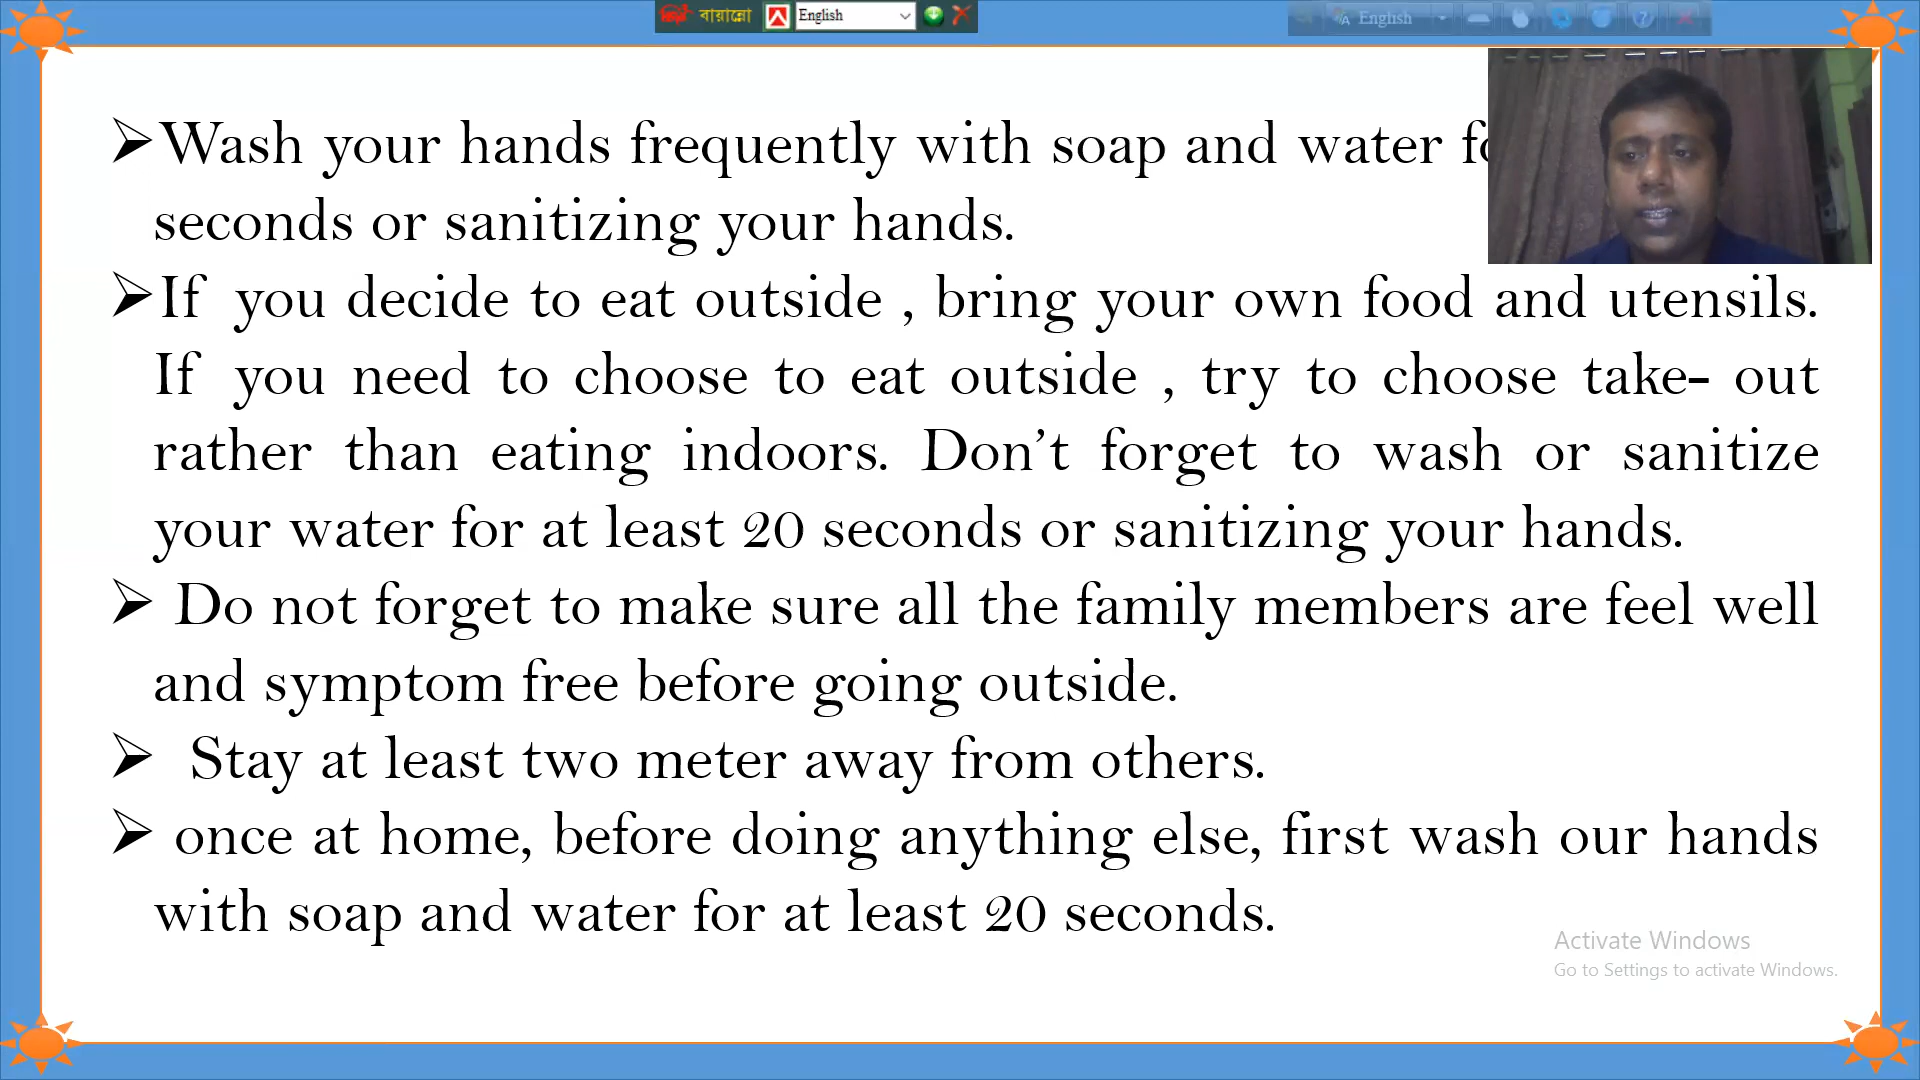 বায়ান্নো English
English
➢Wash your hands frequently with soap and water
seconds or sanitizing your hands.
➢If you decide to eat outside , bring your own food and utensils.
If you need to choose to eat outside , try to choose take- out
rather than eating indoors. Don’t forget to wash or sanitize
your water for at least 20 seconds or sanitizing your hands.
➢ Do not forget to make sure all the family members are feel well
and symptom free before going outside.
➢ Stay at least two meter away from others.
➢ once at home, before doing anything else, first wash our hands
with soap and water for at least 20 seconds.
Activate Windows
Go to Settings to activate Windows.